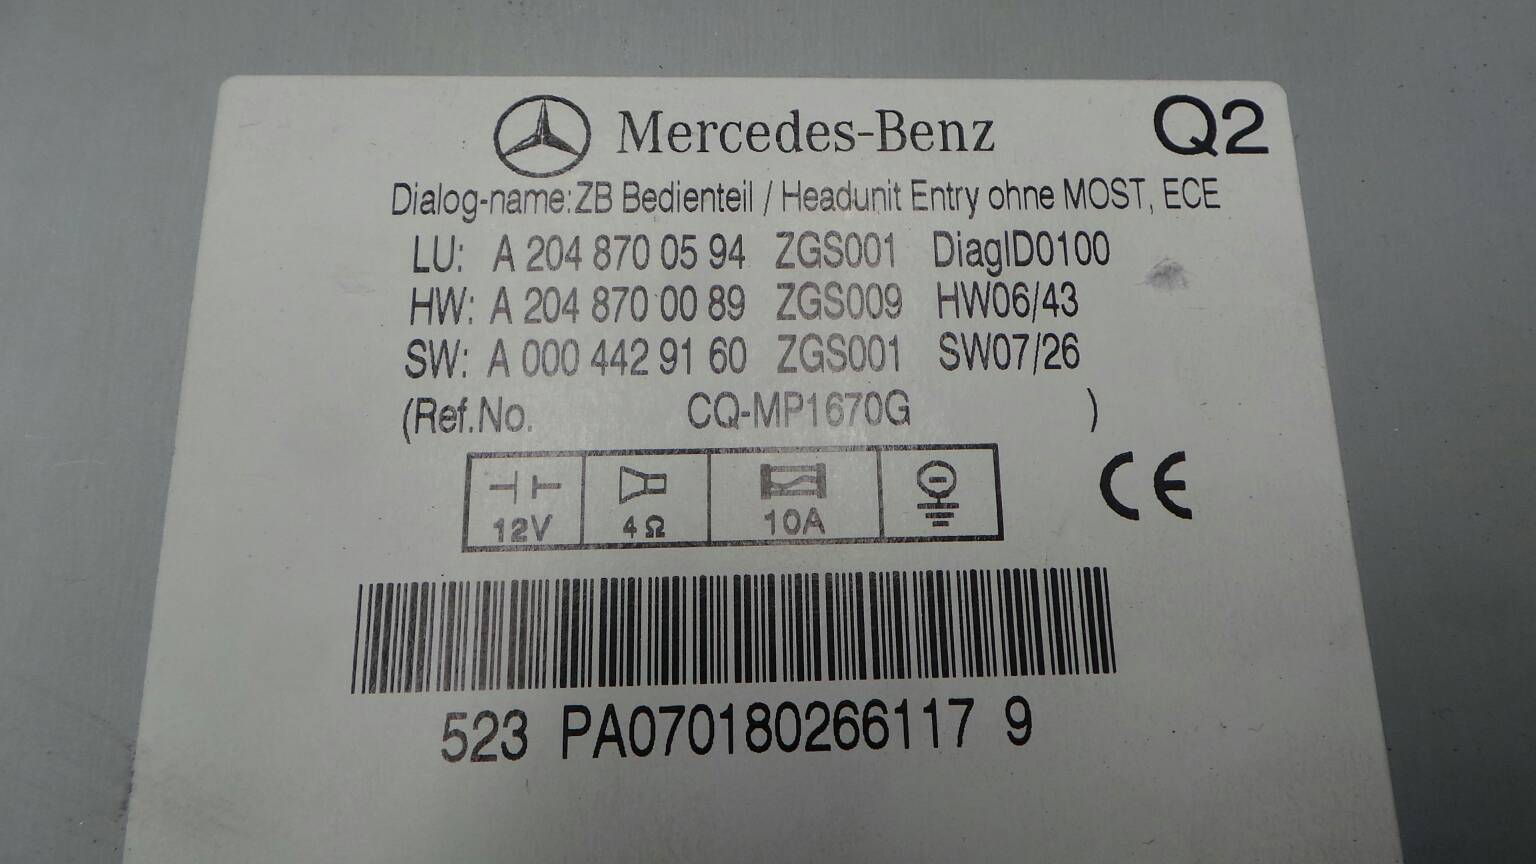 Mercedes-Benz Q2
Dialog-name: ZB Bedienteil / Headunit Entry ohne MOST, ECE
LU: A 204 870 05 94 ZGS001 DiagID0100
HW: A 204 870 00 89 ZGS009 HW06/43
SW: A 000 442 91 60 ZGS001 SW07/26
(Ref.No. CQ-MP1670G )
12V 4Ω 10A
CE
523 PA070180266117 9